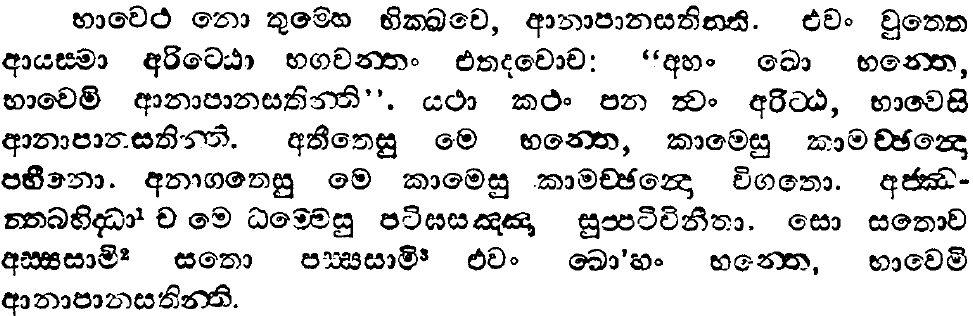 භාවෙථ නො තුම්හෙ භික්ඛවෙ, ආනාපානසතින්ති. එවං වුත්තෙ
ආයස්මා අරිට්ඨො භගවන්තං එතදවොච: “අහං ඛො භන්තෙ,
භාවෙමි ආනාපානසතින්ති”. යථා කථං පන ත්වං අරිට්ඨ, භාවෙසි
ආනාපානසතින්ති. අතීතෙසු මෙ භන්තෙ, කාමෙසු කාමච්ඡන්දො
පහීනො. අනාගතෙසු මෙ කාමෙසු කාමච්ඡන්දො විගතො. අජ්ඣ-
ත්තබහිද්ධා¹ ච මෙ ධම්මෙසු පටිඝසඤ්ඤා සුප්පටිවිනීතා. සො සතොව
අස්සසාමි² සතො පස්සසාමි³ එවං ඛො’හං භන්තෙ, භාවෙමි
ආනාපානසතින්ති.